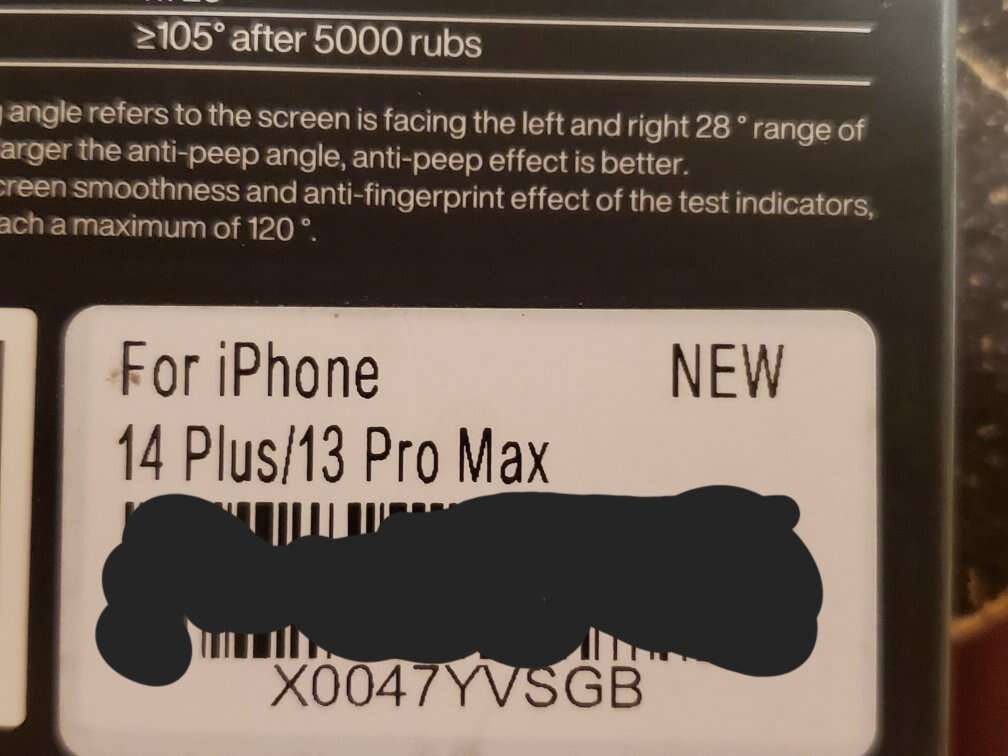 ≥105° after 5000 rubs
angle refers to the screen is facing the left and right 28 ° range of
arger the anti-peep angle, anti-peep effect is better.
creen smoothness and anti-fingerprint effect of the test indicators,
ach a maximum of 120 °.
For iPhone NEW
14 Plus/13 Pro Max
X0047YVSGB